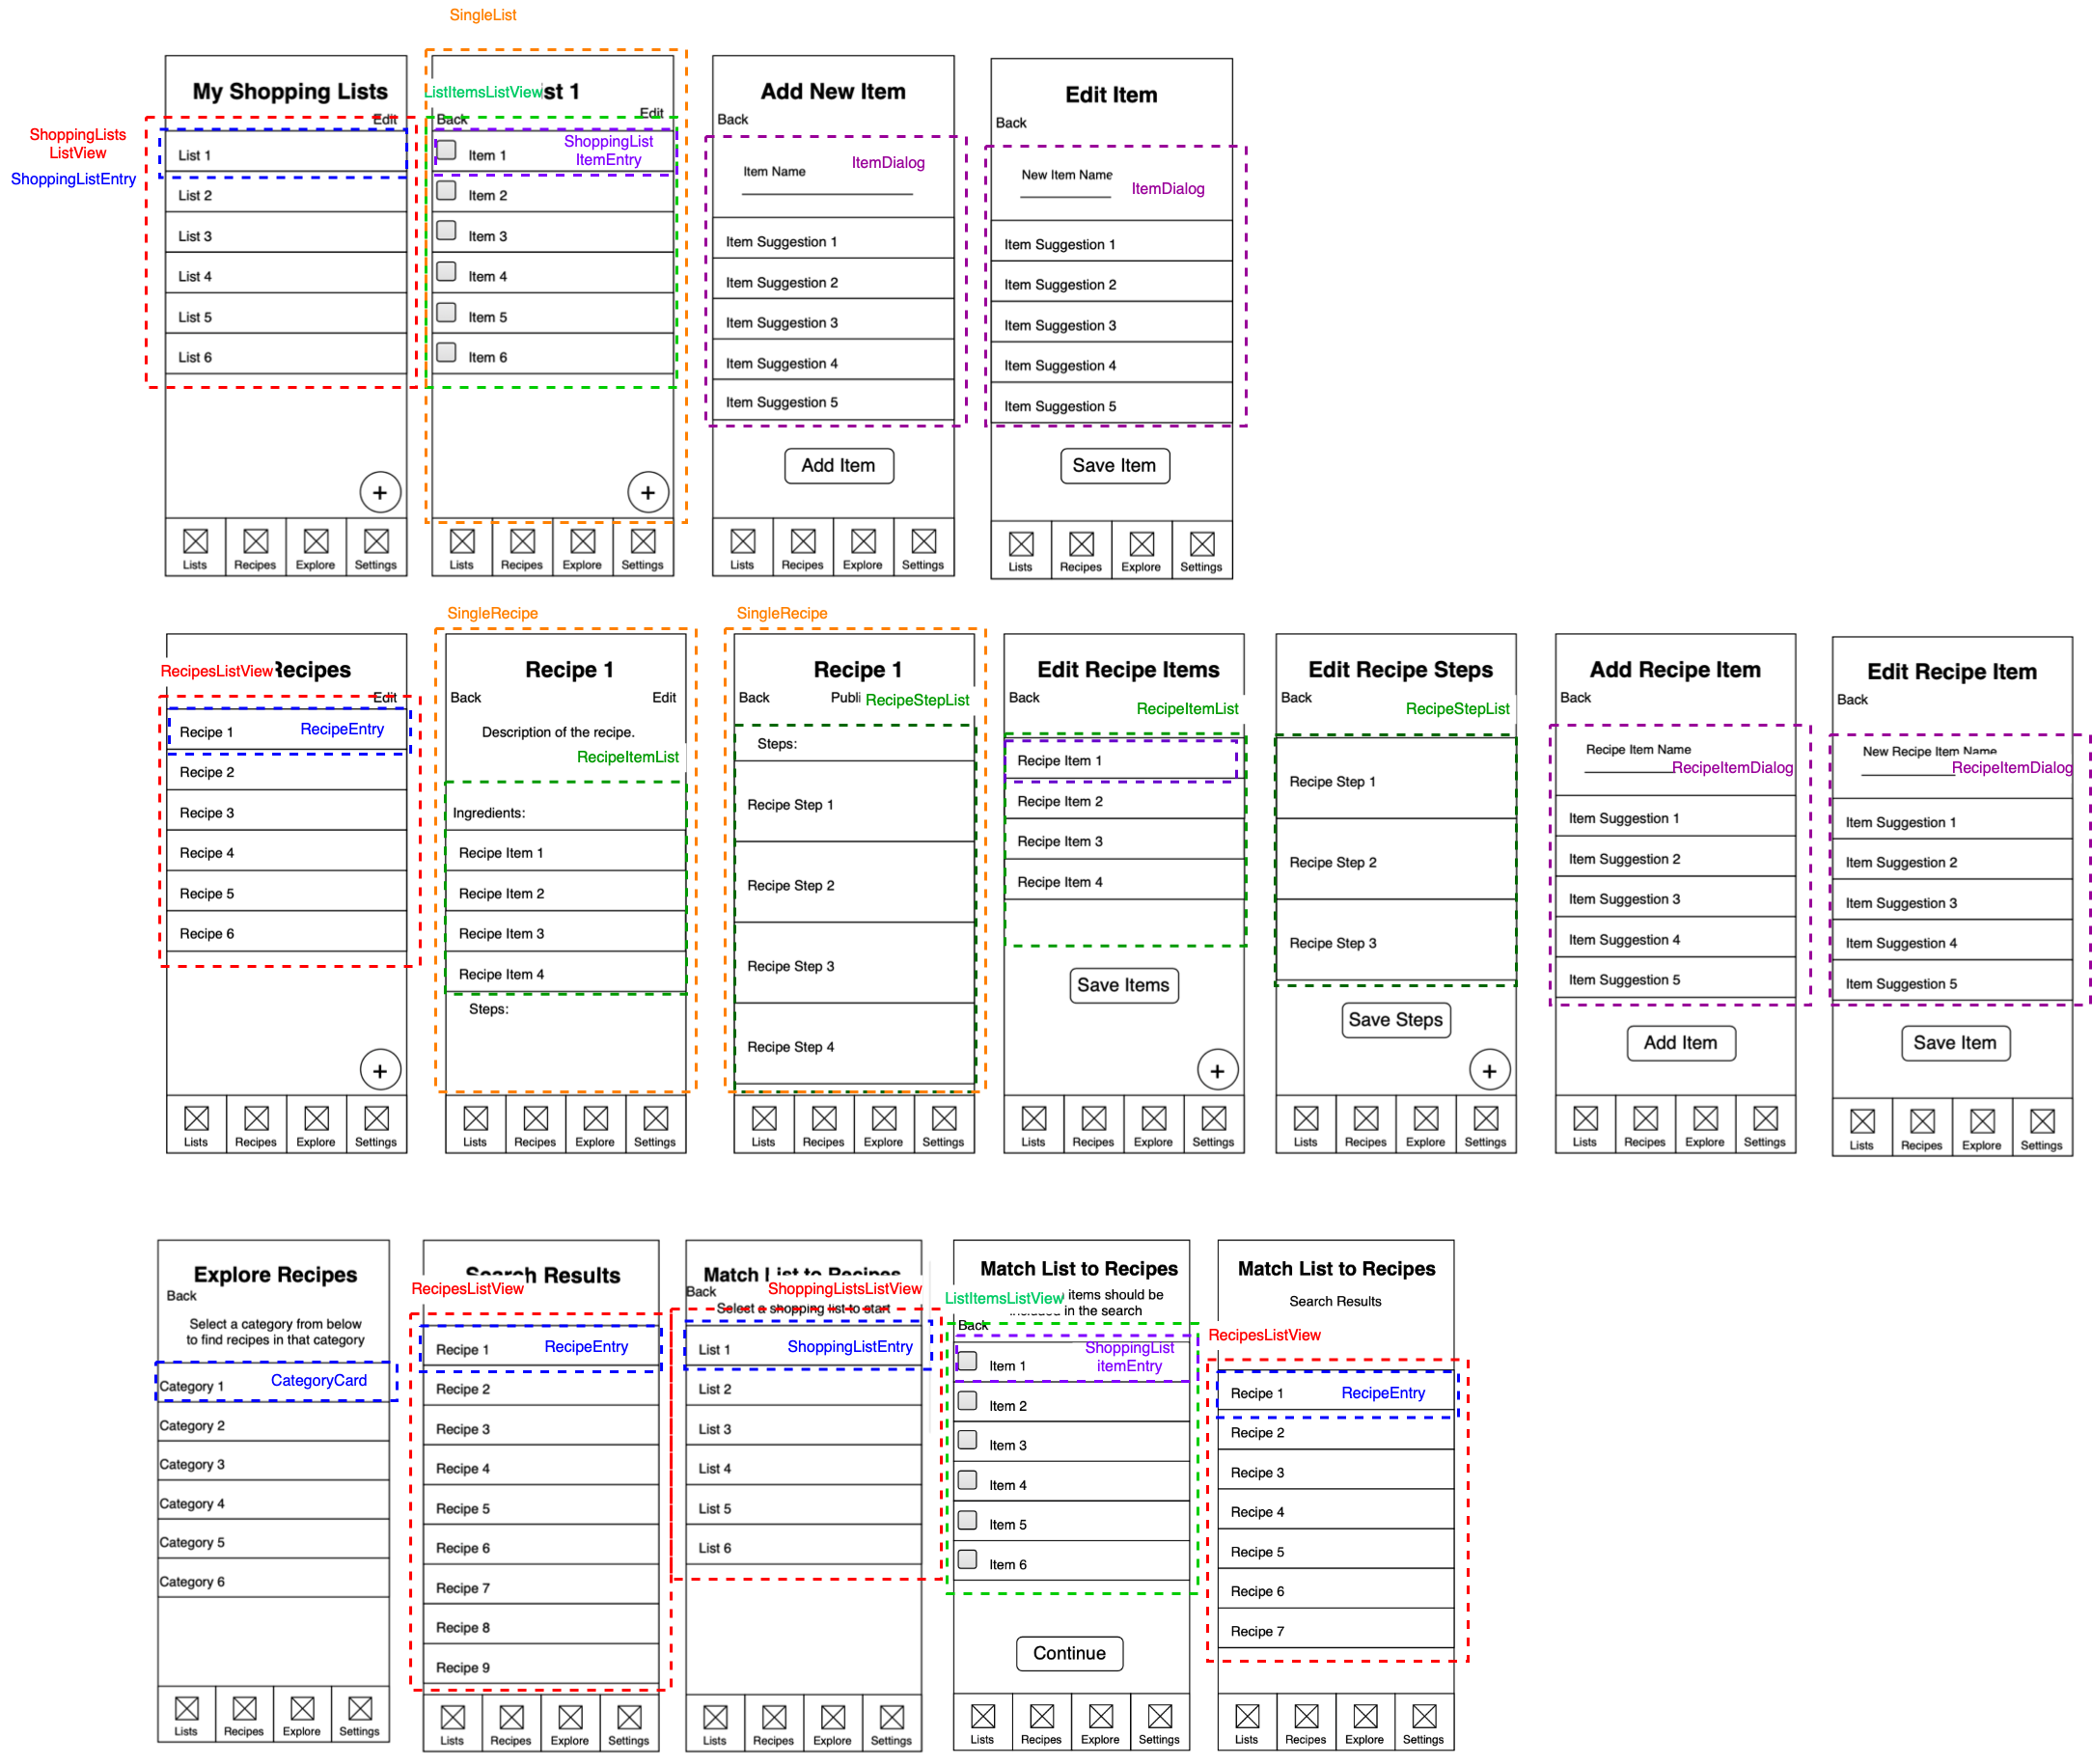 SingleList
My Shopping Lists
Edit
ShoppingLists
ListView
ShoppingListEntry
List 1
List 2
List 3
List 4
List 5
List 6
+
Lists Recipes Explore Settings
ListItemsListView
st 1
Back Edit
Item 1
ShoppingList
ItemEntry
Item 2
Item 3
Item 4
Item 5
Item 6
+
Lists Recipes Explore Settings
Add New Item
Back
Item Name
ItemDialog
Item Suggestion 1
Item Suggestion 2
Item Suggestion 3
Item Suggestion 4
Item Suggestion 5
Add Item
Lists Recipes Explore Settings
Edit Item
Back
New Item Name
ItemDialog
Item Suggestion 1
Item Suggestion 2
Item Suggestion 3
Item Suggestion 4
Item Suggestion 5
Save Item
Lists Recipes Explore Settings
RecipesListView
Recipes
Edit
Recipe 1
RecipeEntry
Recipe 2
Recipe 3
Recipe 4
Recipe 5
Recipe 6
+
Lists Recipes Explore Settings
SingleRecipe
Recipe 1
Back Edit
Description of the recipe.
RecipeItemList
Ingredients:
Recipe Item 1
Recipe Item 2
Recipe Item 3
Recipe Item 4
Steps:
Lists Recipes Explore Settings
SingleRecipe
Recipe 1
Back Publi
RecipeStepList
Steps:
Recipe Step 1
Recipe Step 2
Recipe Step 3
Recipe Step 4
Lists Recipes Explore Settings
Edit Recipe Items
Back
RecipeItemList
Recipe Item 1
Recipe Item 2
Recipe Item 3
Recipe Item 4
Save Items
+
Lists Recipes Explore Settings
Edit Recipe Steps
Back
RecipeStepList
Recipe Step 1
Recipe Step 2
Recipe Step 3
Save Steps
+
Lists Recipes Explore Settings
Add Recipe Item
Back
Recipe Item Name
RecipeItemDialog
Item Suggestion 1
Item Suggestion 2
Item Suggestion 3
Item Suggestion 4
Item Suggestion 5
Add Item
Lists Recipes Explore Settings
Edit Recipe Item
Back
New Recipe Item Name
RecipeItemDialog
Item Suggestion 1
Item Suggestion 2
Item Suggestion 3
Item Suggestion 4
Item Suggestion 5
Save Item
Lists Recipes Explore Settings
Explore Recipes
Back
Select a category from below
to find recipes in that category
Category 1
CategoryCard
Category 2
Category 3
Category 4
Category 5
Category 6
Lists Recipes Explore Settings
Search Results
RecipesListView
Recipe 1
RecipeEntry
Recipe 2
Recipe 3
Recipe 4
Recipe 5
Recipe 6
Recipe 7
Recipe 8
Recipe 9
Lists Recipes Explore Settings
Match List to Recipes
Back
ShoppingListsListView
Select a shopping list to start
List 1
ShoppingListEntry
List 2
List 3
List 4
List 5
List 6
Lists Recipes Explore Settings
Match List to Recipes
ListItemsListView
items should be
included in the search
Back
Item 1
ShoppingList
itemEntry
Item 2
Item 3
Item 4
Item 5
Item 6
Continue
Lists Recipes Explore Settings
Match List to Recipes
Search Results
RecipesListView
Recipe 1
RecipeEntry
Recipe 2
Recipe 3
Recipe 4
Recipe 5
Recipe 6
Recipe 7
Lists Recipes Explore Settings